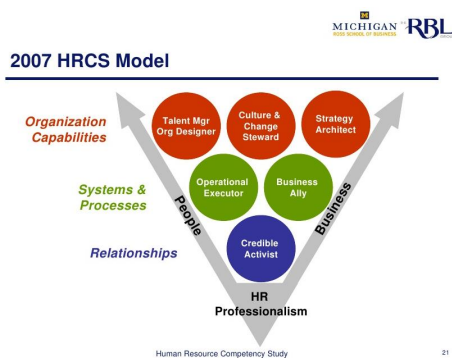 MICHIGAN
ROSS SCHOOL OF BUSINESS
RBL
2007 HRCS Model
Organization
Capabilities
Talent Mgr
Org Designer
Culture &
Change
Steward
Strategy
Architect
Systems &
Processes
Operational
Executor
Business
Ally
People
Business
Relationships
Credible
Activist
HR
Professionalism
Human Resource Competency Study
21